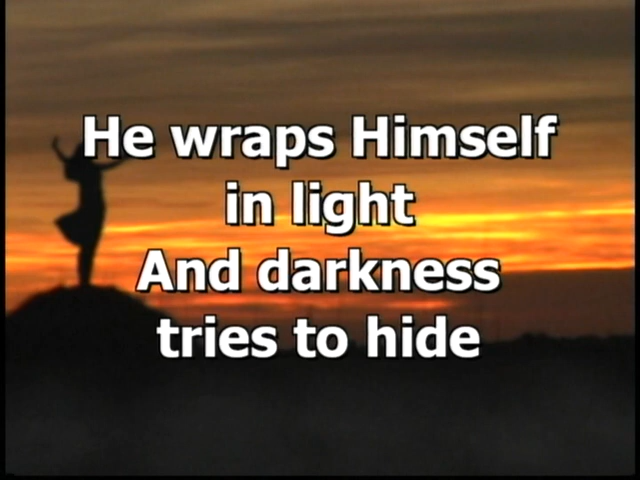 He wraps Himself
in light
And darkness
tries to hide